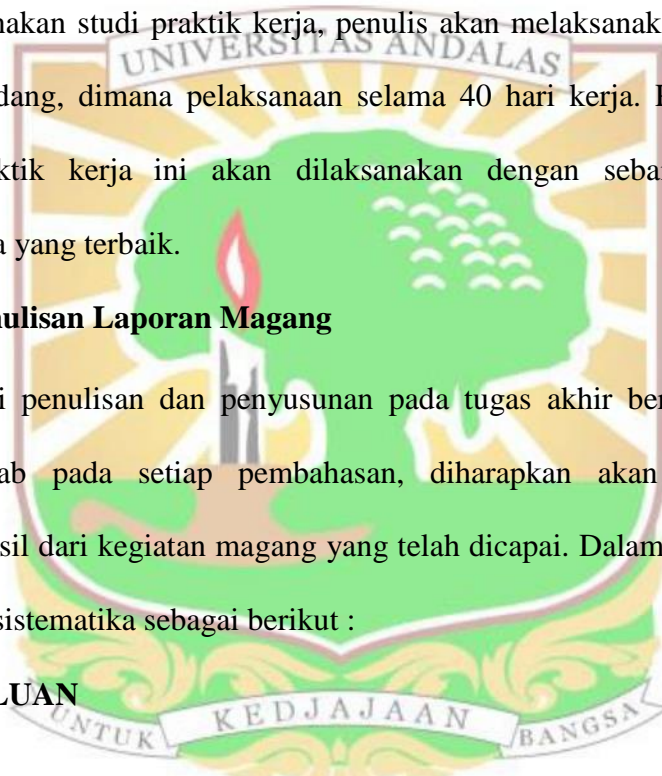 nakan studi praktik kerja, penulis akan melaksanak
UNIVERSITAS ANDALAS
dang, dimana pelaksanaan selama 40 hari kerja.
ktik kerja ini akan dilaksanakan dengan seba
a yang terbaik.
nulisan Laporan Magang
i penulisan dan penyusunan pada tugas akhir ber
ab pada setiap pembahasan, diharapkan akan
sil dari kegiatan magang yang telah dicapai. Dalam
sistematika sebagai berikut :
LUAN
UNTUK KEDJAJAAN BANGSA